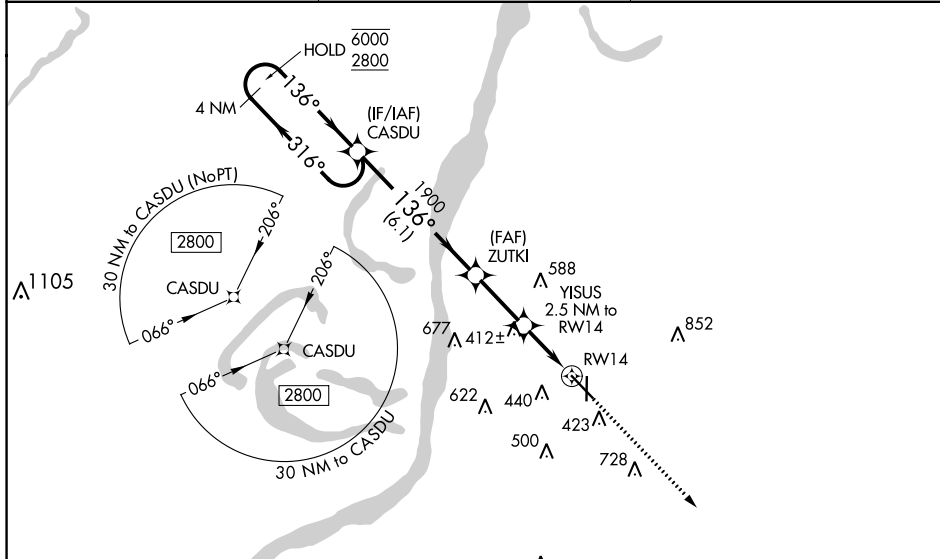 HOLD 6000
2800
136°
4 NM
(IF/IAF)
CASDU
316°
30 NM to CASDU (NoPT)
1900
136°
(6.1)
206°
2800
(FAF)
ZUTKI
CASDU
206°
588
1105
YISUS
2.5 NM to
RW14
066°
677
412±
852
CASDU
RW14
066°
2800
622
440
423
30 NM to CASDU
500
728